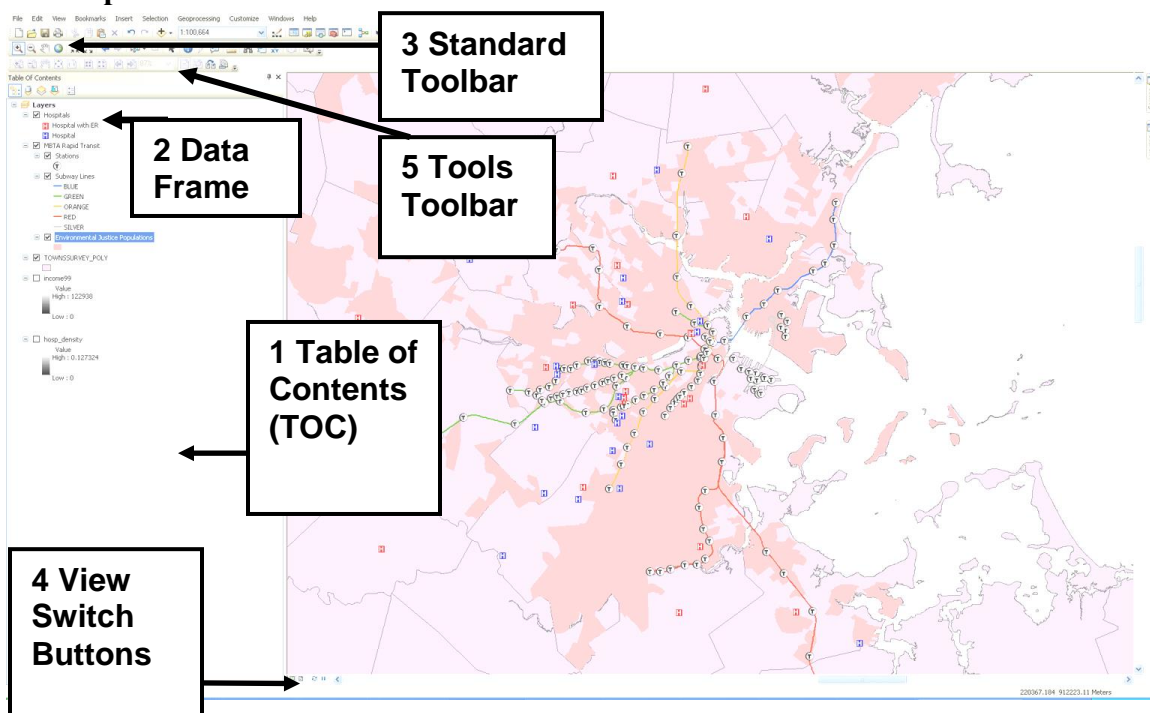 File Edit View Bookmarks Insert Selection Geoprocessing Customize Windows Help
1:100,664
3 Standard
Toolbar
Table Of Contents
Layers
Hospitals
Hospital with ER
Hospital
MBTA Rapid Transit
Stations
Subway Lines
BLUE
GREEN
ORANGE
RED
SILVER
Environmental Justice Populations
TOWNSSURVEY_POLY
income99
Value
High : 122938
Low : 0
hosp_density
Value
High : 0.127324
Low : 0
2 Data
Frame
5 Tools
Toolbar
1 Table of
Contents
(TOC)
4 View
Switch
Buttons
220367.184 912223.11 Meters